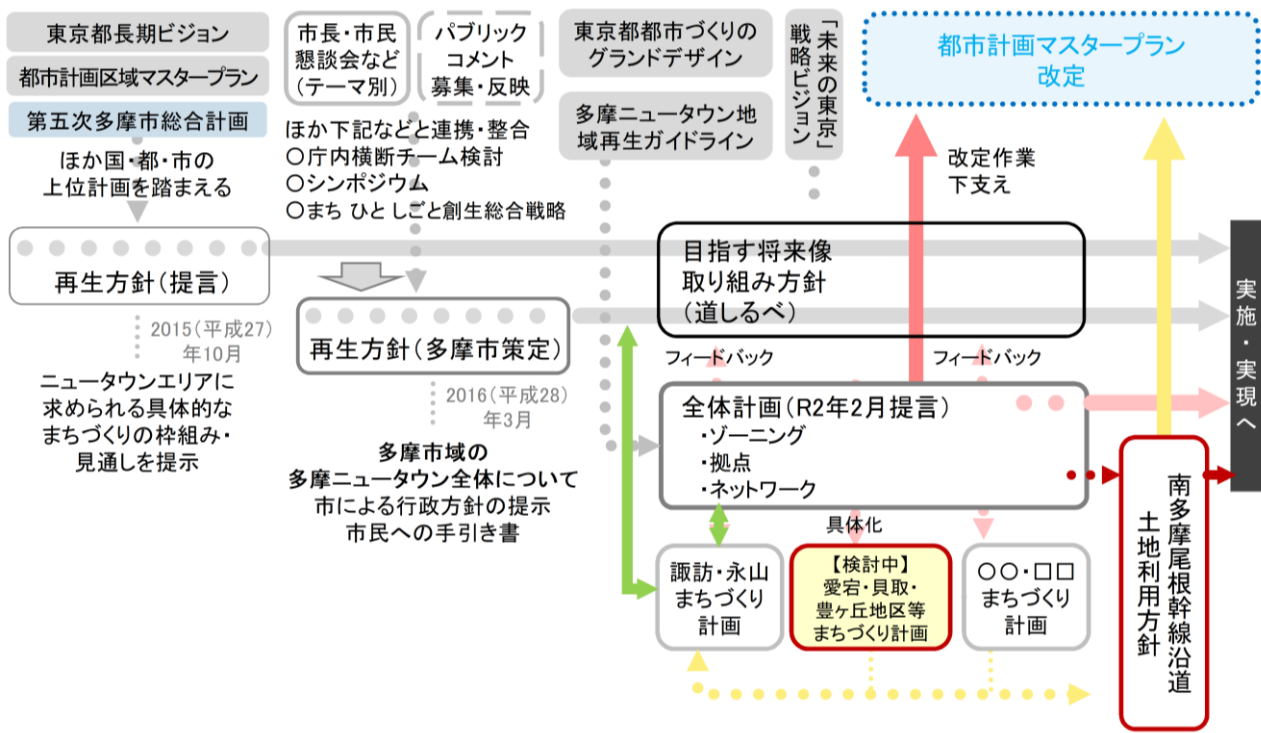 東京都長期ビジョン
都市計画区域マスタープラン
第五次多摩市総合計画
ほか国・都・市の
上位計画を踏まえる
再生方針（提言）
2015（平成27）
年10月
ニュータウンエリアに
求められる具体的な
まちづくりの枠組み・
見通しを提示
市長・市民
懇談会など
（テーマ別）
パブリック
コメント
募集・反映
ほか下記などと連携・整合
○庁内横断チーム検討
○シンポジウム
○まち ひと しごと創生総合戦略
再生方針（多摩市策定）
2016（平成28）
年3月
多摩市域の
多摩ニュータウン全体について
市による行政方針の提示
市民への手引き書
東京都都市づくりの
グランドデザイン
多摩ニュータウン地
域再生ガイドライン
「未来の東京」
戦略ビジョン
都市計画マスタープラン
改定
改定作業
下支え
目指す将来像
取り組み方針
（道しるべ）
フィードバック
フィードバック
全体計画（R2年2月提言）
・ゾーニング
・拠点
・ネットワーク
具体化
諏訪・永山
まちづくり
計画
【検討中】
愛宕・貝取・
豊ヶ丘地区等
まちづくり計画
○○・□□
まちづくり
計画
南多摩尾根幹線沿道
土地利用方針
実施・実現へ